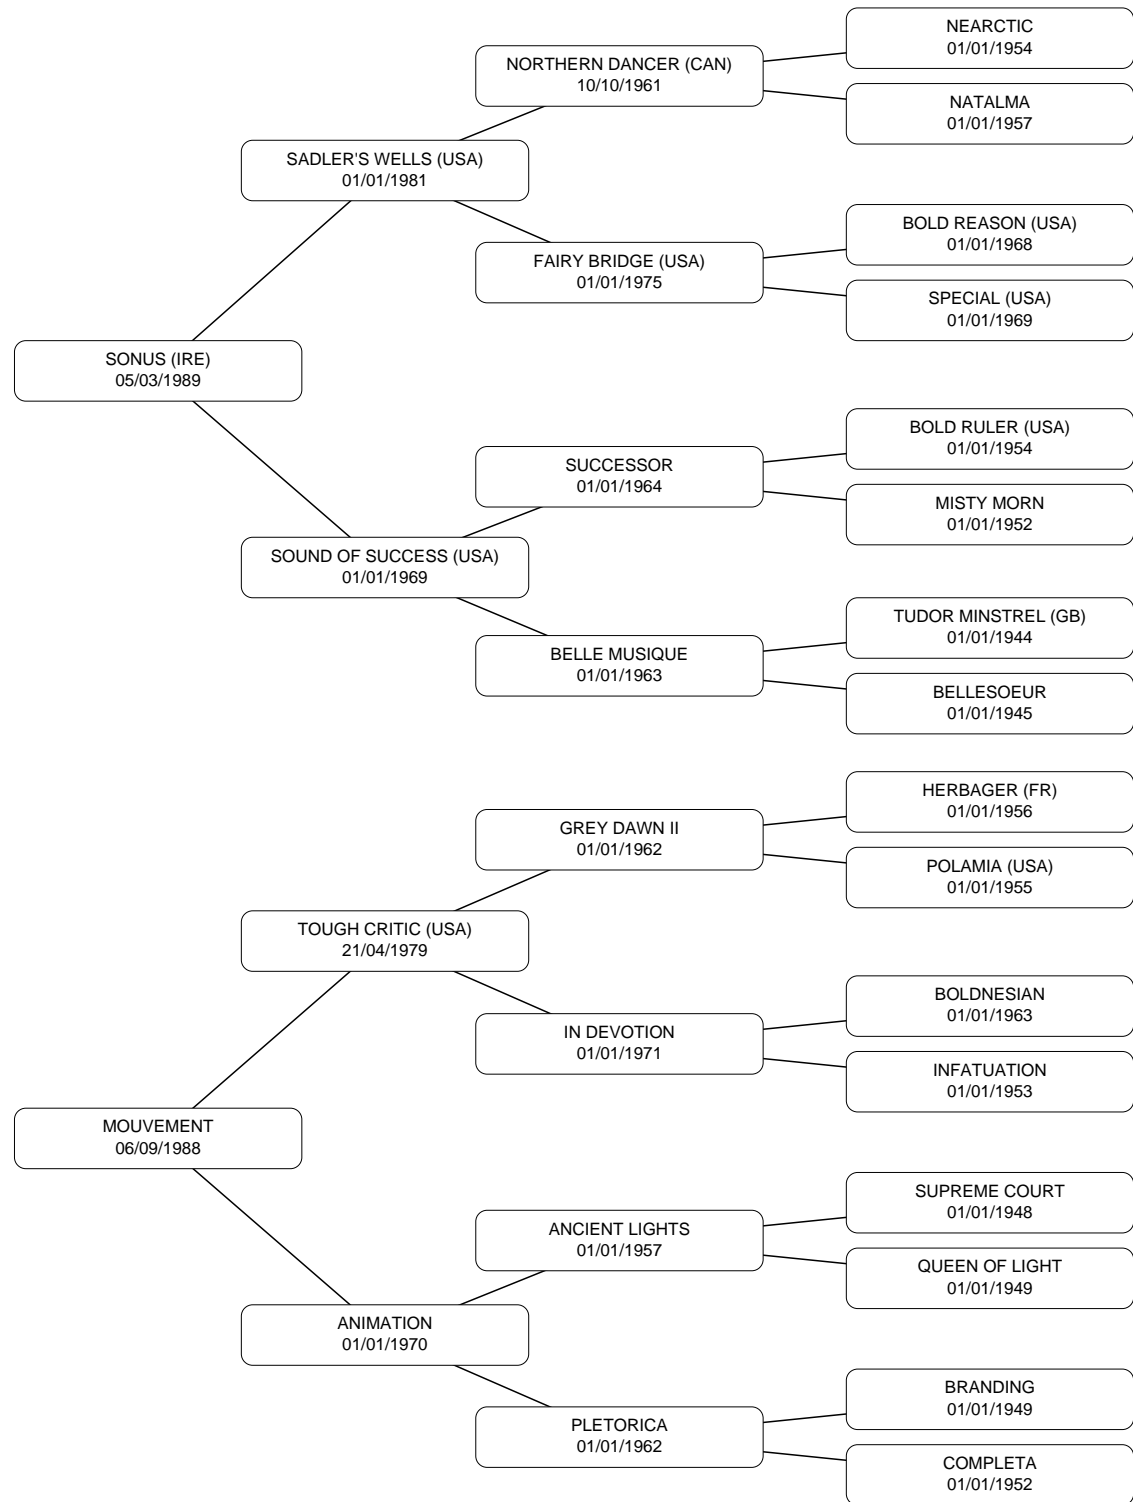 NEARCTIC
01/01/1954
NORTHERN DANCER (CAN)
10/10/1961
NATALMA
01/01/1957
SADLER'S WELLS (USA)
01/01/1981
BOLD REASON (USA)
01/01/1968
FAIRY BRIDGE (USA)
01/01/1975
SPECIAL (USA)
01/01/1969
SONUS (IRE)
05/03/1989
BOLD RULER (USA)
01/01/1954
SUCCESSOR
01/01/1964
MISTY MORN
01/01/1952
SOUND OF SUCCESS (USA)
01/01/1969
TUDOR MINSTREL (GB)
01/01/1944
BELLE MUSIQUE
01/01/1963
BELLESOEUR
01/01/1945
HERBAGER (FR)
01/01/1956
GREY DAWN II
01/01/1962
POLAMIA (USA)
01/01/1955
TOUGH CRITIC (USA)
21/04/1979
BOLDNESIAN
01/01/1963
IN DEVOTION
01/01/1971
INFATUATION
01/01/1953
MOUVEMENT
06/09/1988
SUPREME COURT
01/01/1948
ANCIENT LIGHTS
01/01/1957
QUEEN OF LIGHT
01/01/1949
ANIMATION
01/01/1970
BRANDING
01/01/1949
PLETORICA
01/01/1962
COMPLETA
01/01/1952